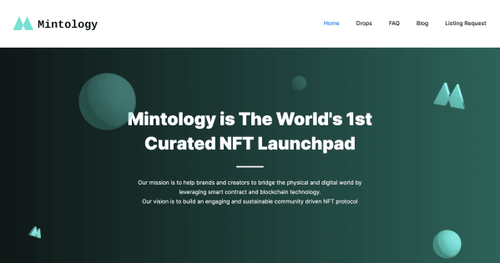 Mintology
Home Drops FAQ Blog Listing Request
Mintology is The World's 1st
Curated NFT Launchpad
Our mission is to help brands and creators to bridge the physical and digital world by
leveraging smart contract and blockchain technology.
Our vision is to build an engaging and sustainable community driven NFT protocol